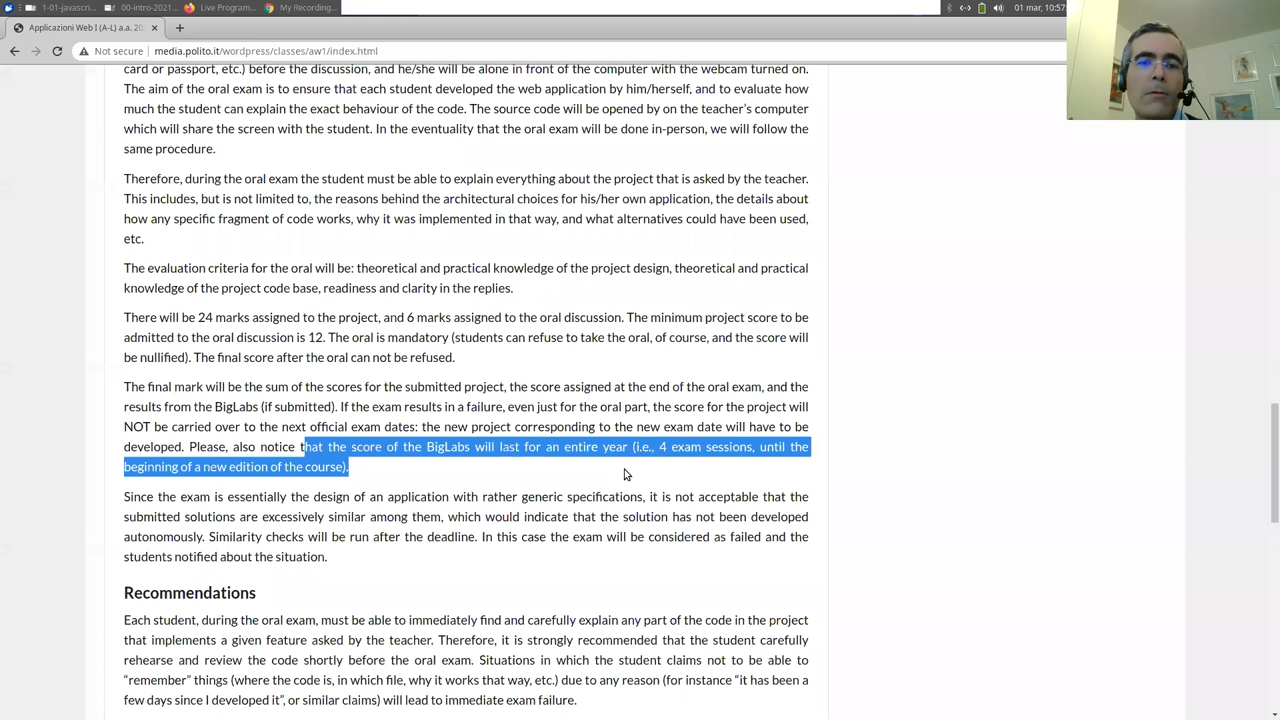 1-01-javascri...
00-intro-2021...
Live Program...
My Recording...
01 mar, 10:57
Applicazioni Web I (A-L) a.a. 20
Not secure
media.polito.it/wordpress/classes/aw1/index.html
card or passport, etc.) before the discussion, and he/she will be alone in front of the computer with the webcam turned on.
The aim of the oral exam is to ensure that each student developed the web application by him/herself, and to evaluate how
much the student can explain the exact behaviour of the code. The source code will be opened by on the teacher's computer
which will share the screen with the student. In the eventuality that the oral exam will be done in-person, we will follow the
same procedure.
Therefore, during the oral exam the student must be able to explain everything about the project that is asked by the teacher.
This includes, but is not limited to, the reasons behind the architectural choices for his/her own application, the details about
how any specific fragment of code works, why it was implemented in that way, and what alternatives could have been used,
etc.
The evaluation criteria for the oral will be: theoretical and practical knowledge of the project design, theoretical and practical
knowledge of the project code base, readiness and clarity in the replies.
There will be 24 marks assigned to the project, and 6 marks assigned to the oral discussion. The minimum project score to be
admitted to the oral discussion is 12. The oral is mandatory (students can refuse to take the oral, of course, and the score will
be nullified). The final score after the oral can not be refused.
The final mark will be the sum of the scores for the submitted project, the score assigned at the end of the oral exam, and the
results from the BigLabs (if submitted). If the exam results in a failure, even just for the oral part, the score for the project will
NOT be carried over to the next official exam dates: the new project corresponding to the new exam date will have to be
developed. Please, also notice that the score of the BigLabs will last for an entire year (i.e., 4 exam sessions, until the
beginning of a new edition of the course).
Since the exam is essentially the design of an application with rather generic specifications, it is not acceptable that the
submitted solutions are excessively similar among them, which would indicate that the solution has not been developed
autonomously. Similarity checks will be run after the deadline. In this case the exam will be considered as failed and the
students notified about the situation.
Recommendations
Each student, during the oral exam, must be able to immediately find and carefully explain any part of the code in the project
that implements a given feature asked by the teacher. Therefore, it is strongly recommended that the student carefully
rehearse and review the code shortly before the oral exam. Situations in which the student claims not to be able to
“remember” things (where the code is, in which file, why it works that way, etc.) due to any reason (for instance “it has been a
few days since I developed it”, or similar claims) will lead to immediate exam failure.